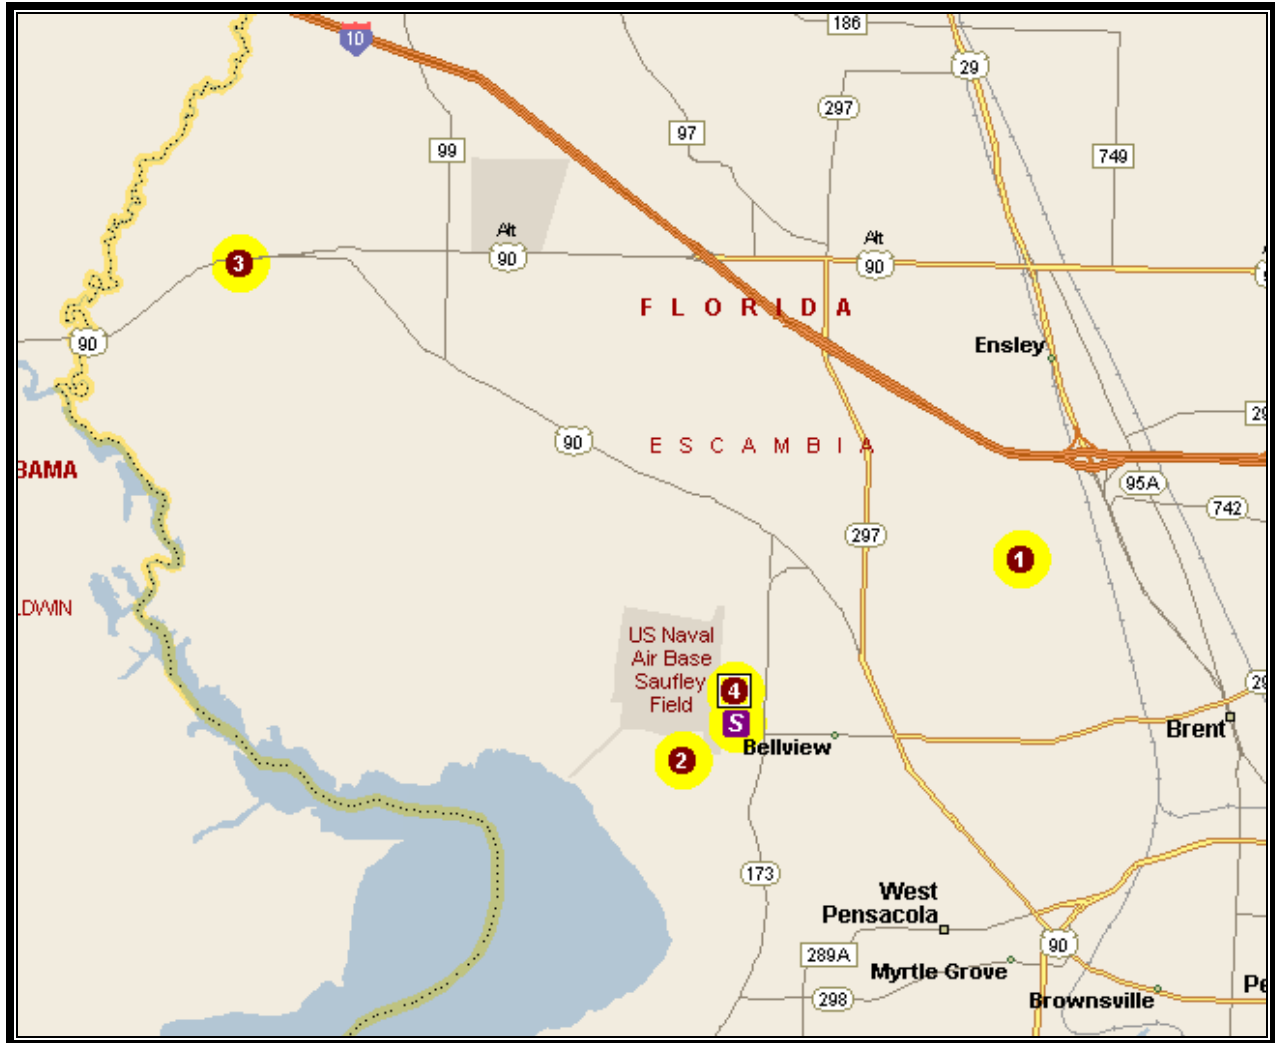 186
10
29
297
97
99
749
Alt
90
Alt
90
3
FLORIDA
90
Ensley
29
90
ESCAMBIA
BAMA
95A
742
297
1
LDWIN
US Naval
Air Base
Saufley
Field
4
29
S
Brent
Bellview
2
173
West
Pensacola
90
289A
Myrtle Grove
Pe
298
Brownsville